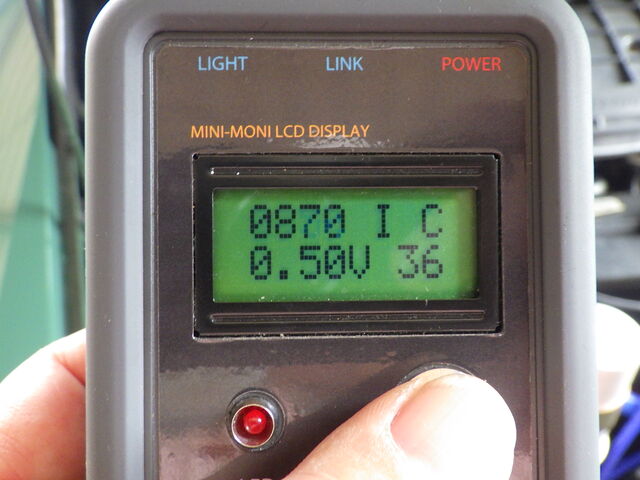 LIGHT LINK POWER
MINI-MONI LCD DISPLAY
0870 I C
0.50V 36